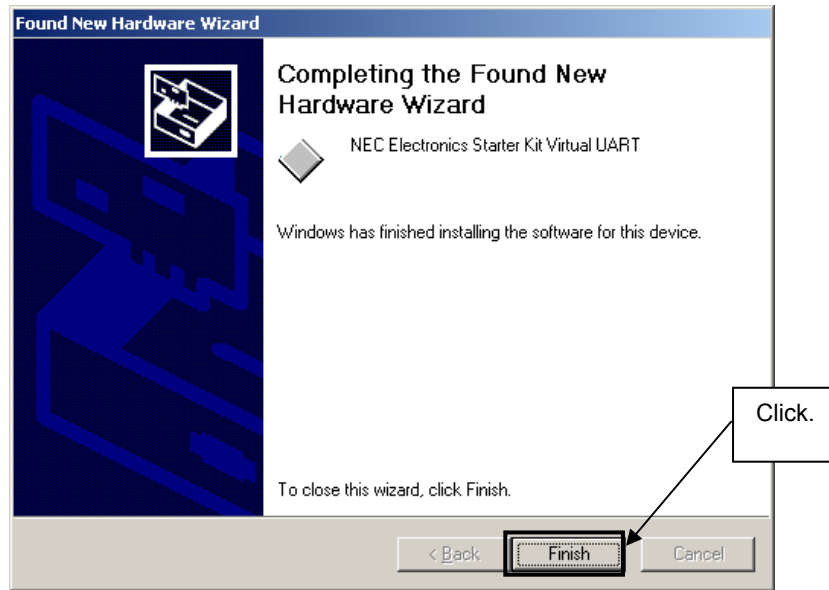 Found New Hardware Wizard
Completing the Found New
Hardware Wizard
NEC Electronics Starter Kit Virtual UART
Windows has finished installing the software for this device.
Click.
To close this wizard, click Finish.
< Back
Finish
Cancel